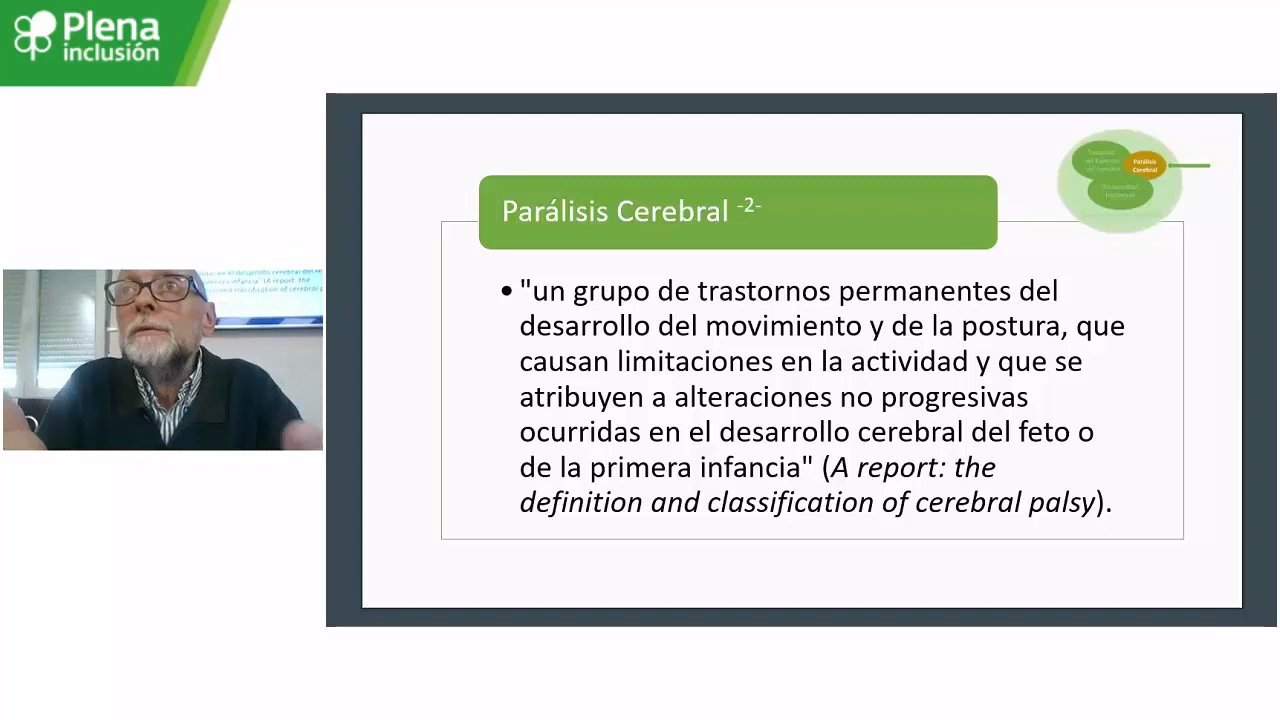 Plena
inclusión
Parálisis
Cerebral
Parálisis Cerebral -2-
• "un grupo de trastornos permanentes del
desarrollo del movimiento y de la postura, que
causan limitaciones en la actividad y que se
atribuyen a alteraciones no progresivas
ocurridas en el desarrollo cerebral del feto o
de la primera infancia" (A report: the
definition and classification of cerebral palsy).